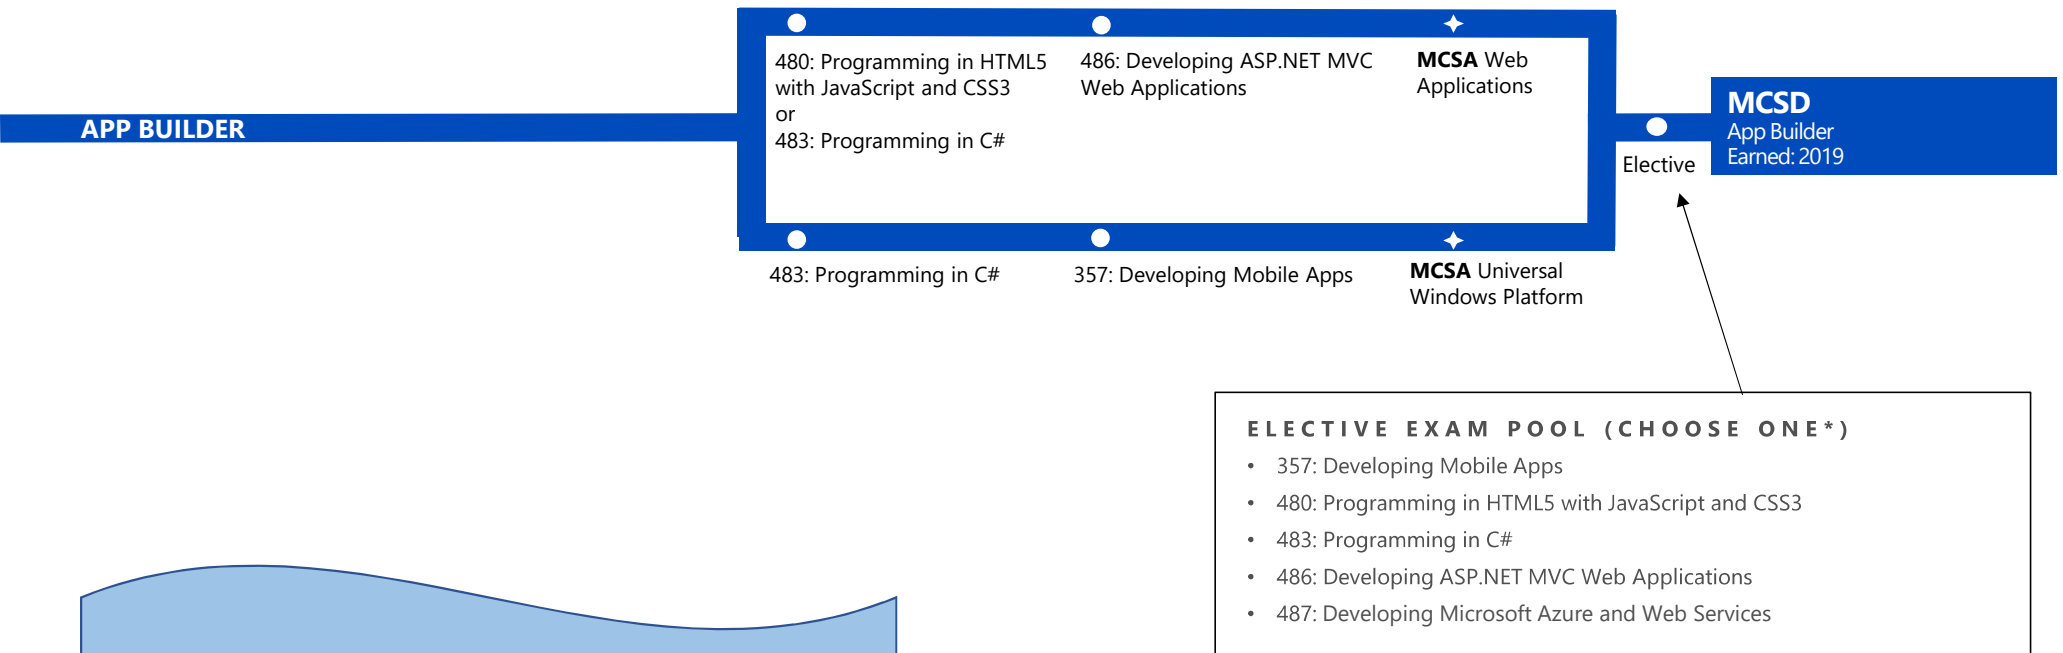 APP BUILDER
480: Programming in HTML5
with JavaScript and CSS3
or
483: Programming in C#
486: Developing ASP.NET MVC
Web Applications
MCSA Web
Applications
483: Programming in C#
357: Developing Mobile Apps
MCSA Universal
Windows Platform
Elective
MCSD
App Builder
Earned: 2019
ELECTIVE EXAM POOL (CHOOSE ONE*)
• 357: Developing Mobile Apps
• 480: Programming in HTML5 with JavaScript and CSS3
• 483: Programming in C#
• 486: Developing ASP.NET MVC Web Applications
• 487: Developing Microsoft Azure and Web Services